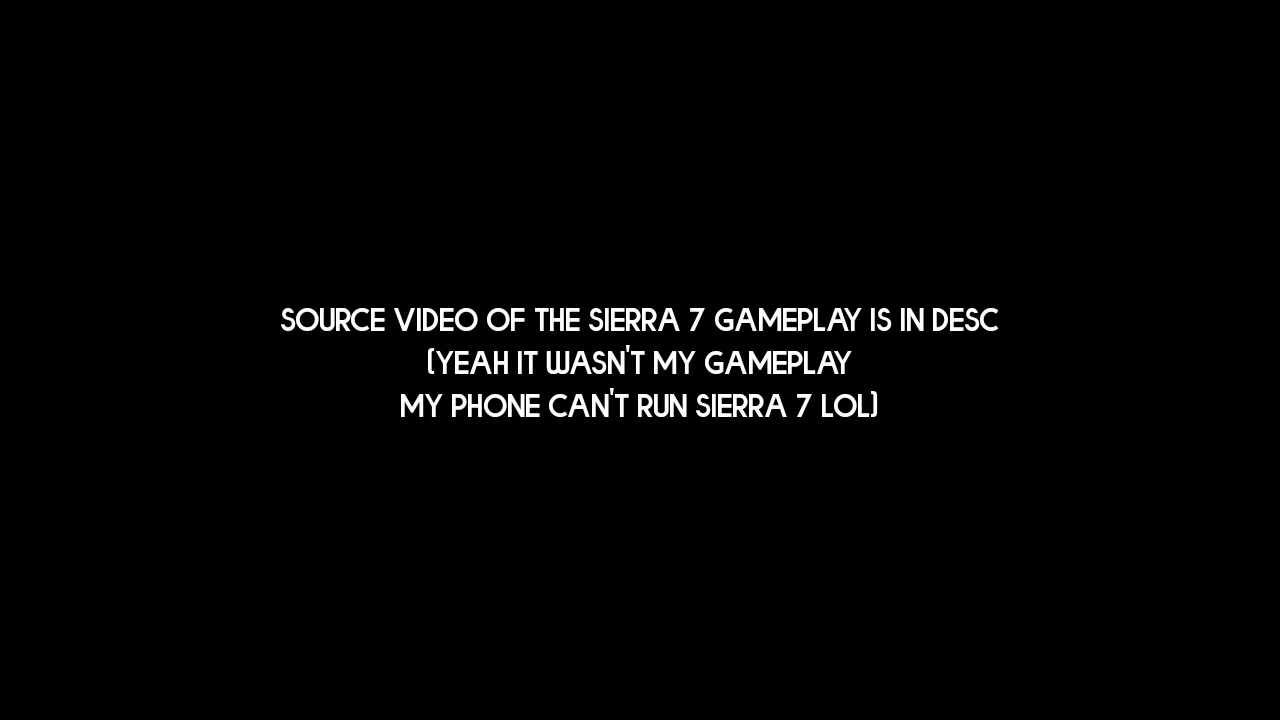 SOURCE VIDEO OF THE SIERRA 7 GAMEPLAY IS IN DESC
(YEAH IT WASN'T MY GAMEPLAY
MY PHONE CAN'T RUN SIERRA 7 LOL)